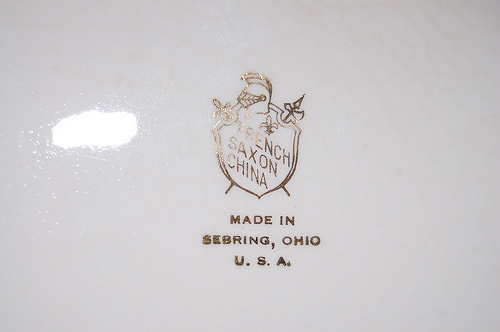 FRENCH
SAXON
CHINA
MADE IN
SEBRING, OHIO
U. S. A.